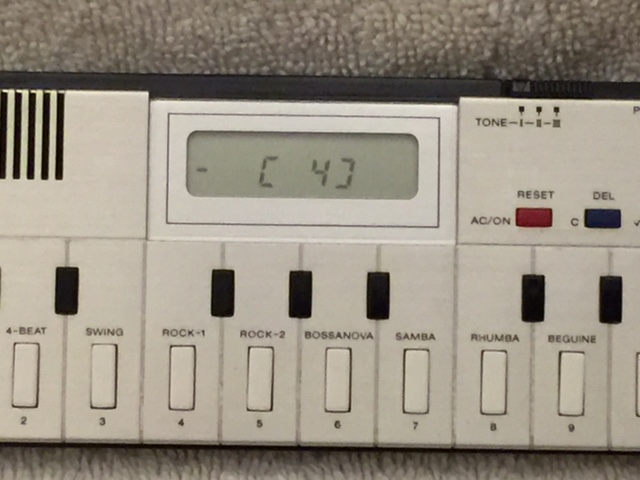 - [ 4]
TONE-I-II-III
P
RESET DEL
AC/ON C
4-BEAT SWING ROCK-1 ROCK-2 BOSSANOVA SAMBA RHUMBA BEGUINE
2 3 4 5 6 7 8 9